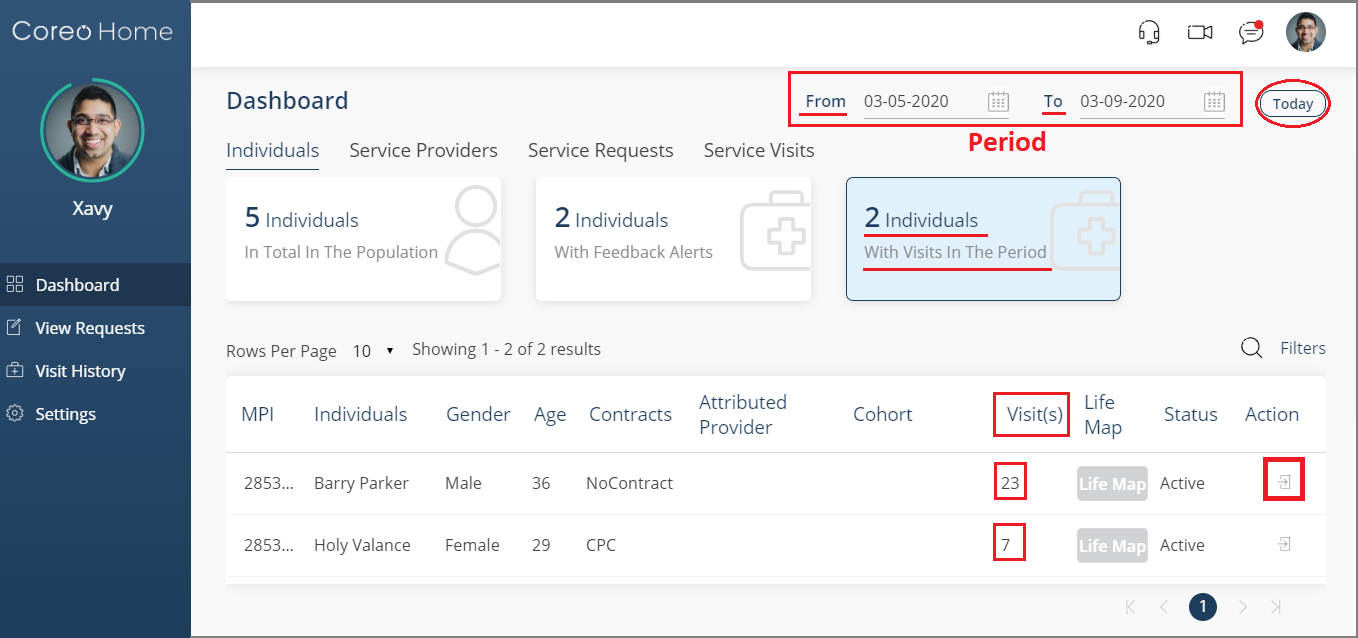 Coreo Home
Xavy
Dashboard
View Requests
Visit History
Settings
Dashboard
From 03-05-2020 To 03-09-2020 Today
Period
Individuals Service Providers Service Requests Service Visits
5 Individuals
In Total In The Population
2 Individuals
With Feedback Alerts
2 Individuals
With Visits In The Period
Rows Per Page 10 Showing 1 - 2 of 2 results Filters
MPI Individuals Gender Age Contracts Attributed Provider Cohort Visit(s) Life Map Status Action
2853... Barry Parker Male 36 NoContract 23 Life Map Active
2853... Holy Valance Female 29 CPC 7 Life Map Active
1